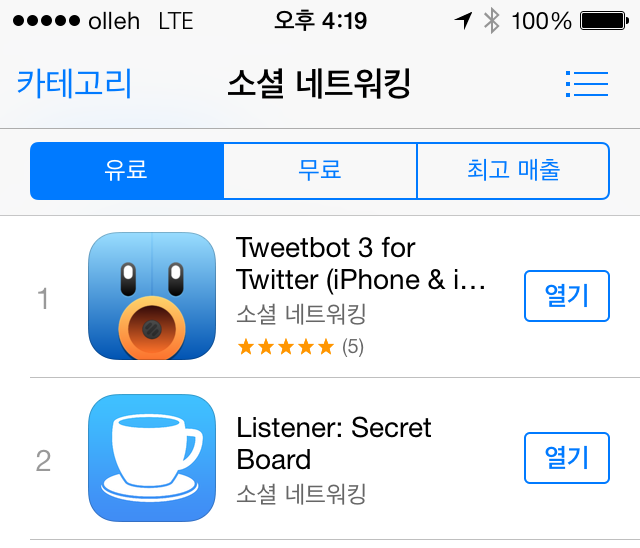 olleh LTE 오후 4:19 100%
카테고리 소셜 네트워킹
유료 무료 최고 매출
1
Tweetbot 3 for
Twitter (iPhone & i...
소셜 네트워킹
(5)
열기
2
Listener: Secret
Board
소셜 네트워킹
열기